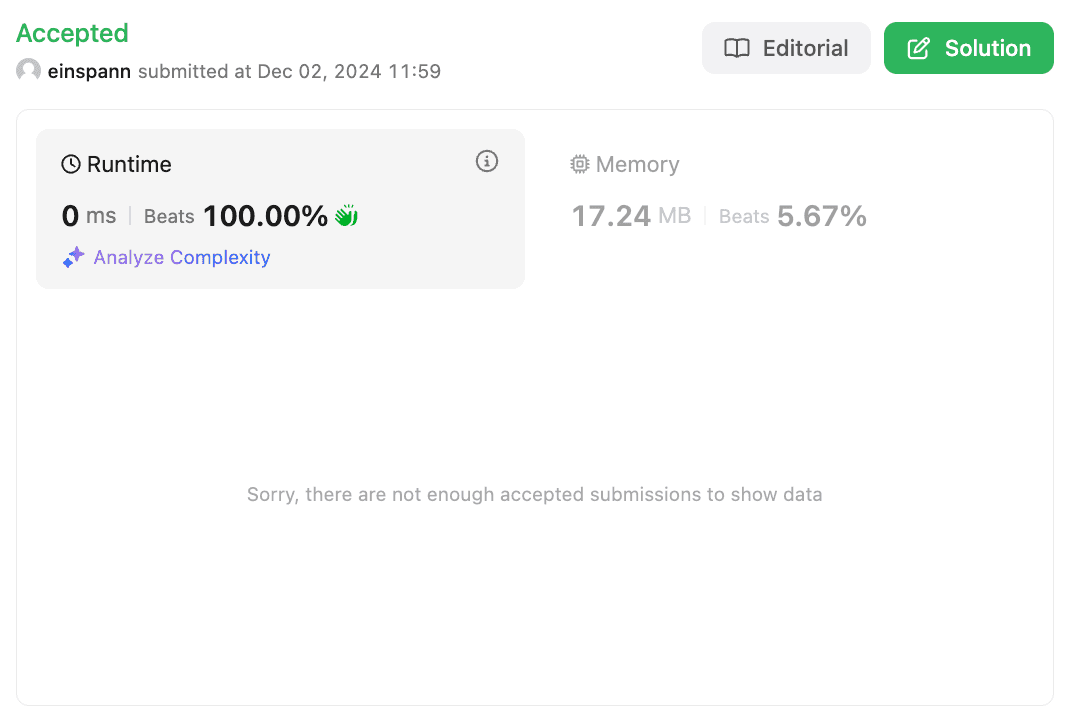 Accepted
einspann submitted at Dec 02, 2024 11:59
Editorial
Solution
Runtime
0 ms | Beats 100.00%
Analyze Complexity
Memory
17.24 MB | Beats 5.67%
Sorry, there are not enough accepted submissions to show data